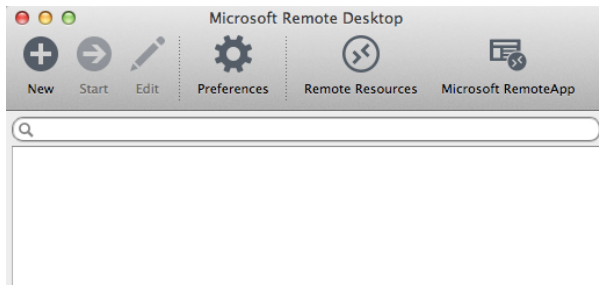 Microsoft Remote Desktop
New Start Edit Preferences Remote Resources Microsoft RemoteApp